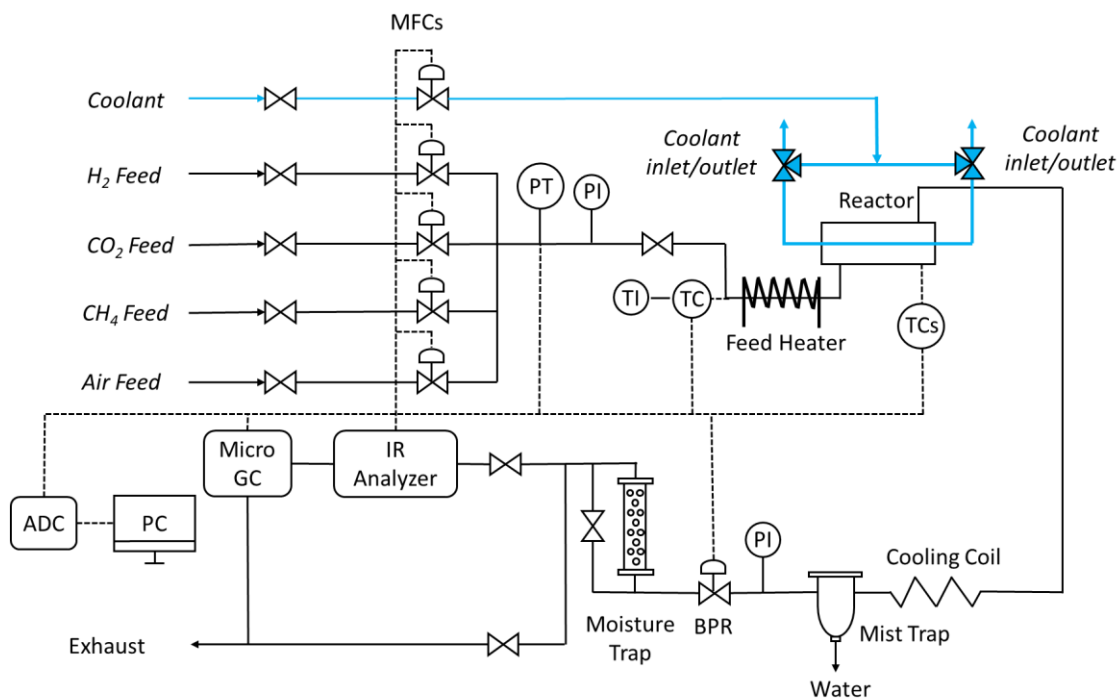 MFCs
Coolant
Coolant
inlet/outlet
Coolant
inlet/outlet
H₂ Feed
PT
PI
Reactor
CO₂ Feed
TI
TC
CH₄ Feed
Feed Heater
TCs
Air Feed
Micro
GC
IR
Analyzer
ADC
PC
PI
Cooling Coil
Exhaust
Moisture
Trap
BPR
Mist Trap
Water